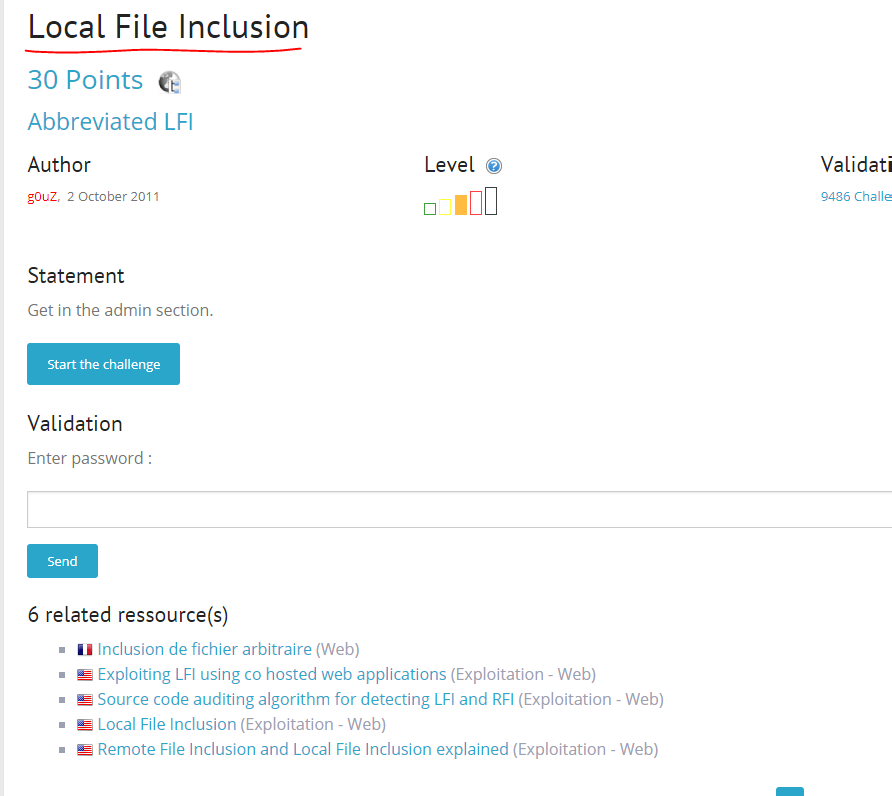 Local File Inclusion
30 Points
Abbreviated LFI
Author
g0uZ, 2 October 2011
Level
Validati
9486 Challe
Statement
Get in the admin section.
Start the challenge
Validation
Enter password :
Send
6 related ressource(s)
Inclusion de fichier arbitraire (Web)
Exploiting LFI using co hosted web applications (Exploitation - Web)
Source code auditing algorithm for detecting LFI and RFI (Exploitation - Web)
Local File Inclusion (Exploitation - Web)
Remote File Inclusion and Local File Inclusion explained (Exploitation - Web)